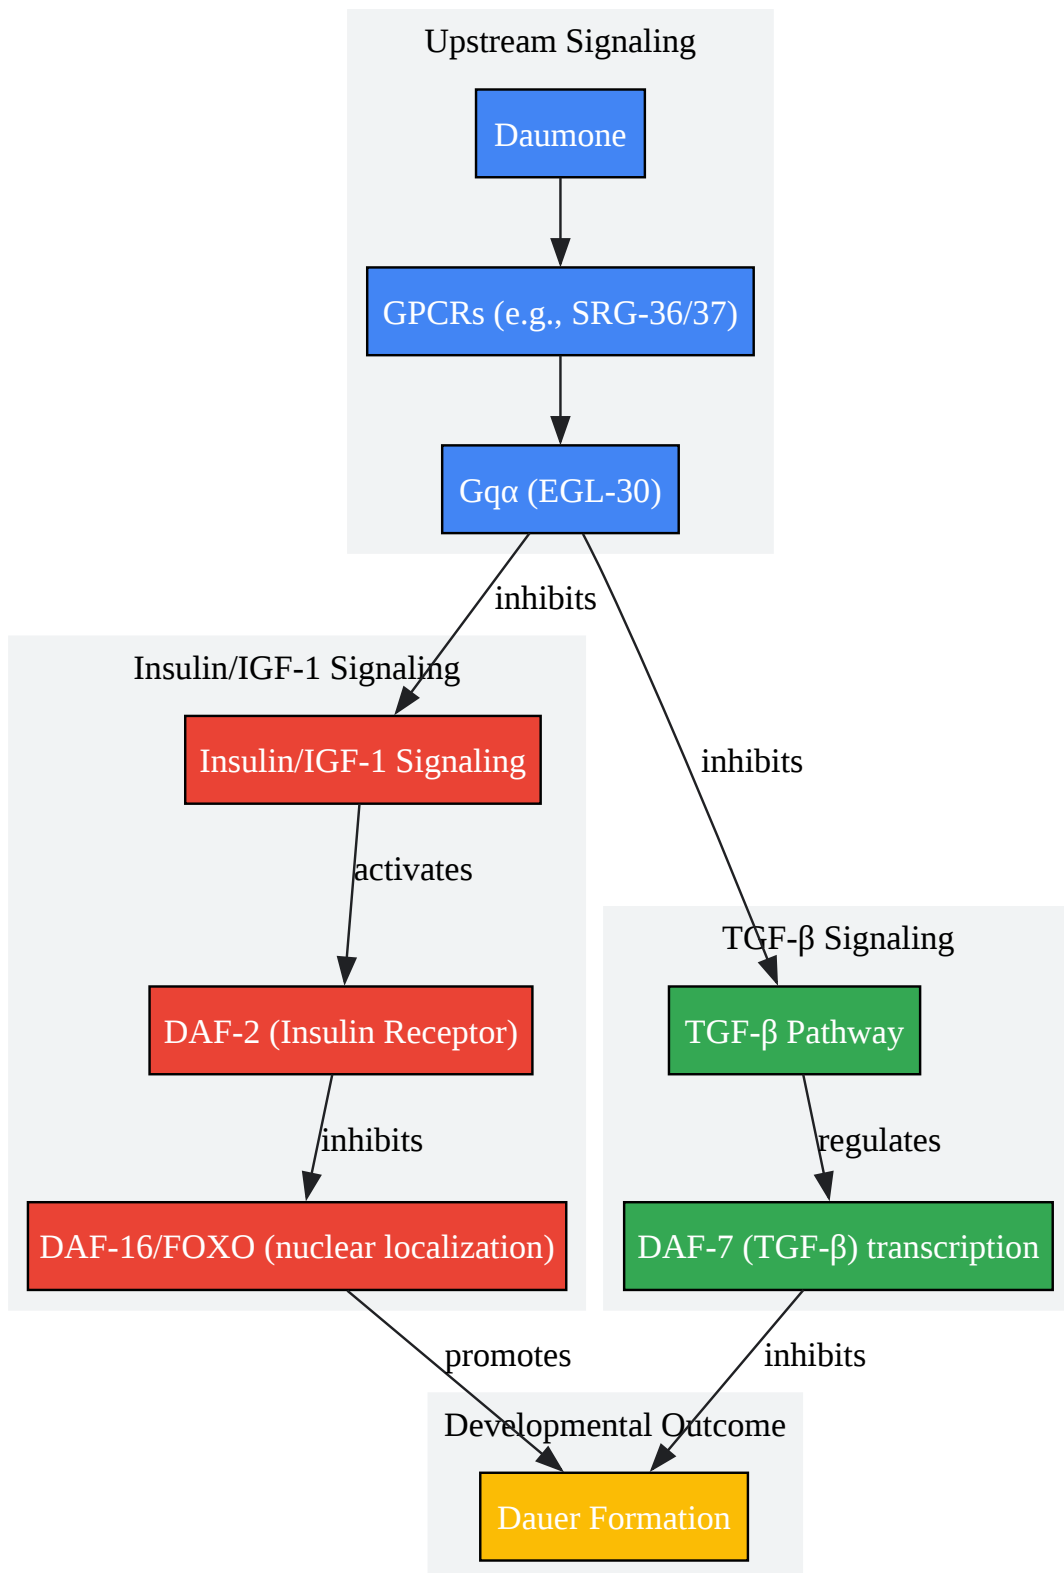 Upstream Signaling
Daumone
GPCRs (e.g., SRG-36/37)
Gqα (EGL-30)
inhibits
Insulin/IGF-1 Signaling
Insulin/IGF-1 Signaling
inhibits
activates
TGF-β Signaling
DAF-2 (Insulin Receptor)
TGF-β Pathway
inhibits
regulates
DAF-16/FOXO (nuclear localization)
DAF-7 (TGF-β) transcription
promotes
inhibits
Developmental Outcome
Dauer Formation